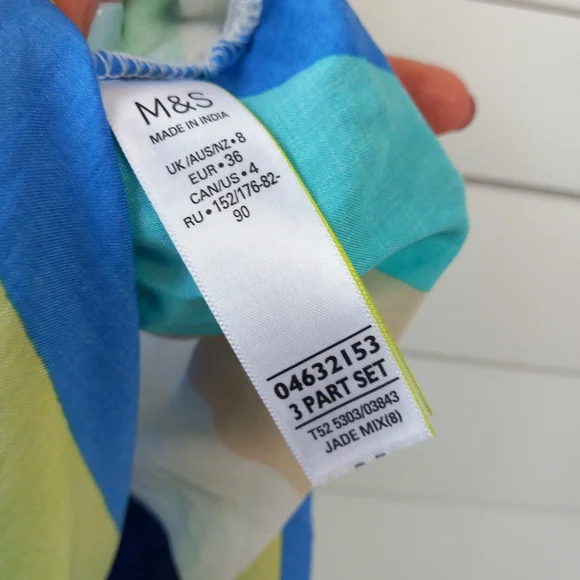 M&S
MADE IN INDIA
UK/AUS/NZ•8
EUR•36
CAN/US•4
RU•152/176-82-
90
04632153
3 PART SET
T52 5303/03843
JADE MIX(8)